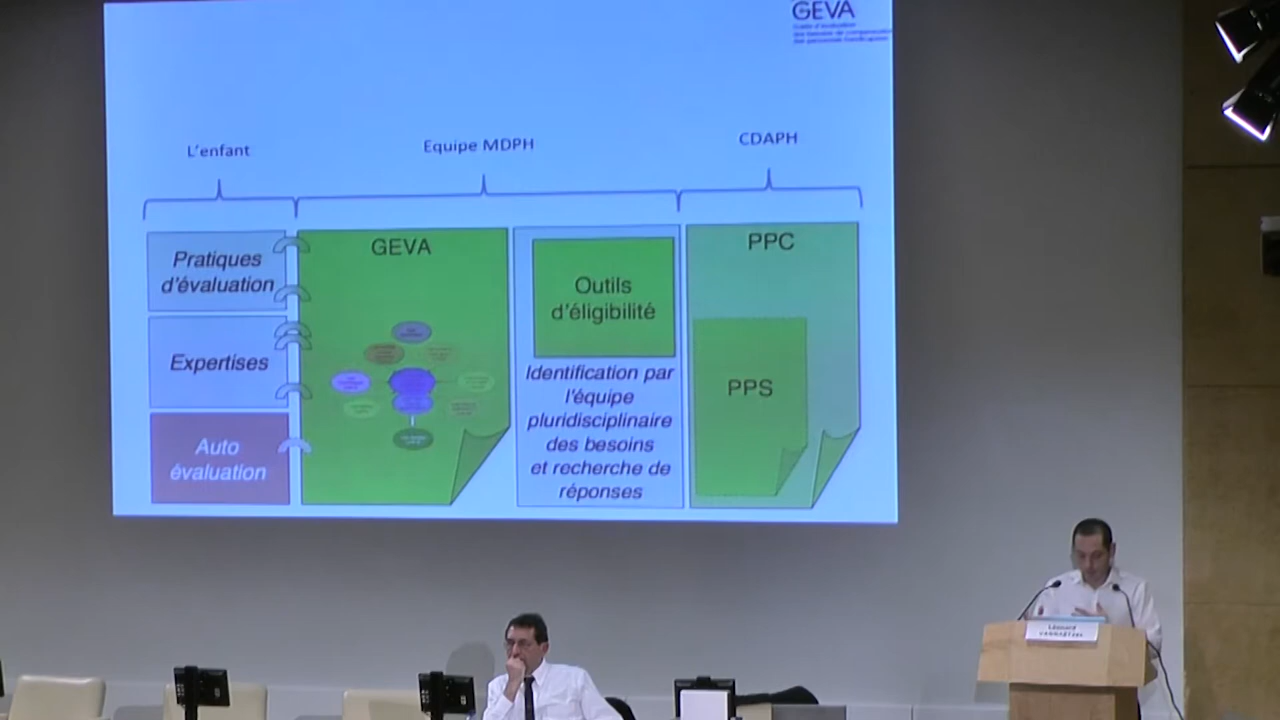 GEVA
L'enfant
Equipe MDPH
CDAPH
Pratiques
d'évaluation
Expertises
Auto
évaluation
GEVA
Outils
d'éligibilité
Identification par
l'équipe
pluridisciplinaire
des besoins
et recherche de
réponses
PPC
PPS
Léonard